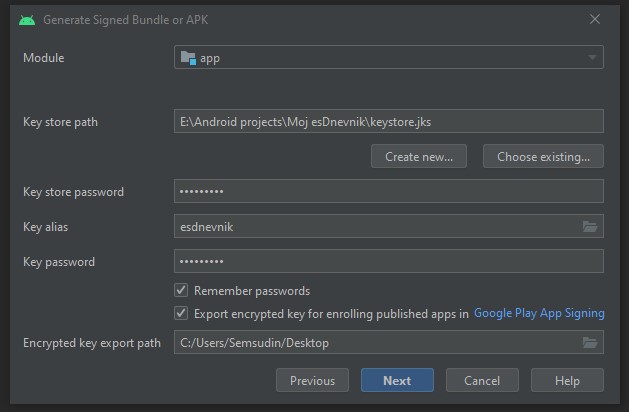 Generate Signed Bundle or APK
Module app
Key store path E:\Android projects\Moj esDnevnik\keystore.jks
Create new... Choose existing...
Key store password •••••••••
Key alias esdnevnik
Key password •••••••••
Remember passwords
Export encrypted key for enrolling published apps in Google Play App Signing
Encrypted key export path C:/Users/Semsudin/Desktop
Previous Next Cancel Help